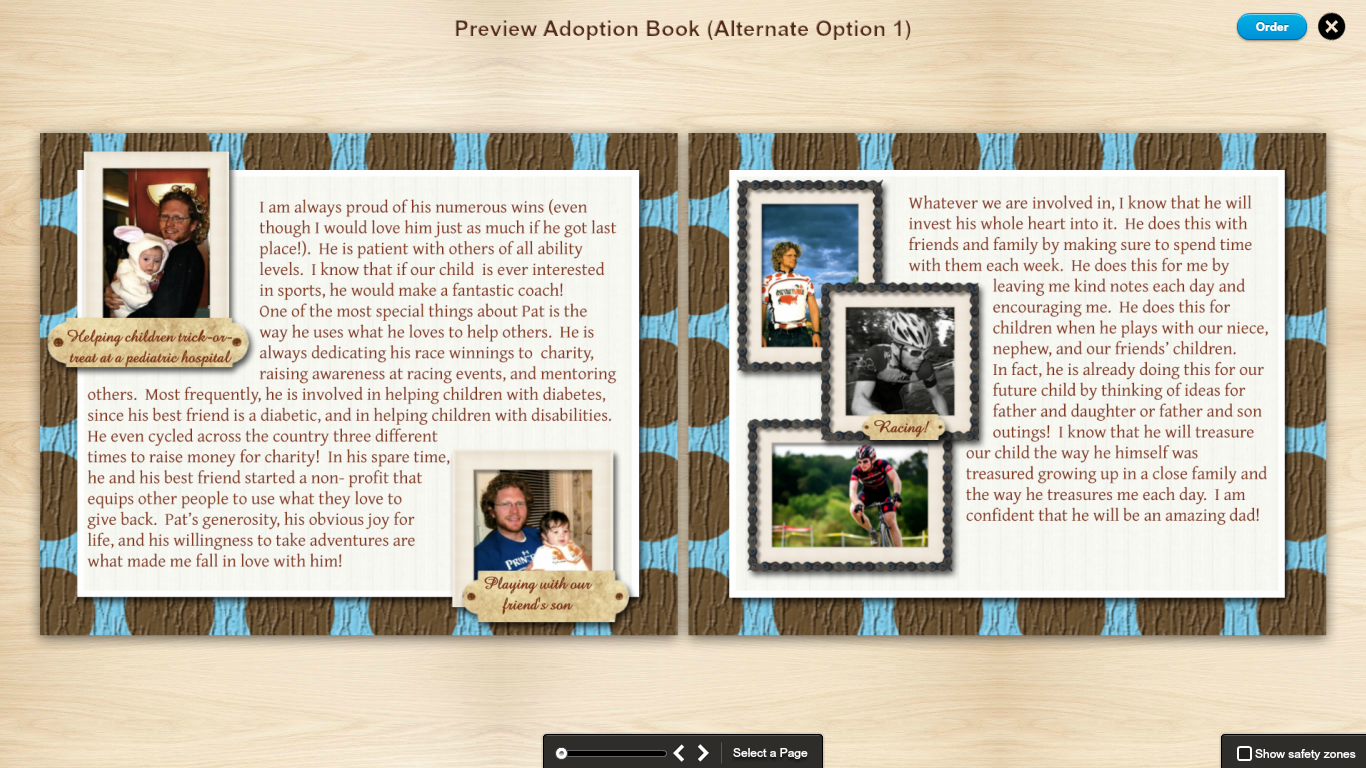 Preview Adoption Book (Alternate Option 1)
Order
I am always proud of his numerous wins (even
though I would love him just as much if he got last
place!).  He is patient with others of all ability
levels.  I know that if our child  is ever interested
in sports, he would make a fantastic coach!
One of the most special things about Pat is the
way he uses what he loves to help others.  He is
always dedicating his race winnings to  charity,
raising awareness at racing events, and mentoring
others.  Most frequently, he is involved in helping children with diabetes,
since his best friend is a diabetic, and in helping children with disabilities.
He even cycled across the country three different
times to raise money for charity!  In his spare time,
he and his best friend started a non- profit that
equips other people to use what they love to
give back.  Pat's generosity, his obvious joy for
life, and his willingness to take adventures are
what made me fall in love with him!
Helping children trick-or-
treat at a pediatric hospital
PRINC
Playing with our
friend's son
Whatever we are involved in, I know that he will
invest his whole heart into it.  He does this with
friends and family by making sure to spend time
with them each week.  He does this for me by
leaving me kind notes each day and
encouraging me.  He does this for
children when he plays with our niece,
nephew, and our friends' children.
In fact, he is already doing this for our
future child by thinking of ideas for
father and daughter or father and son
outings!  I know that he will treasure
our child the way he himself was
treasured growing up in a close family and
the way he treasures me each day.  I am
confident that he will be an amazing dad!
Racing!
Select a Page
Show safety zones